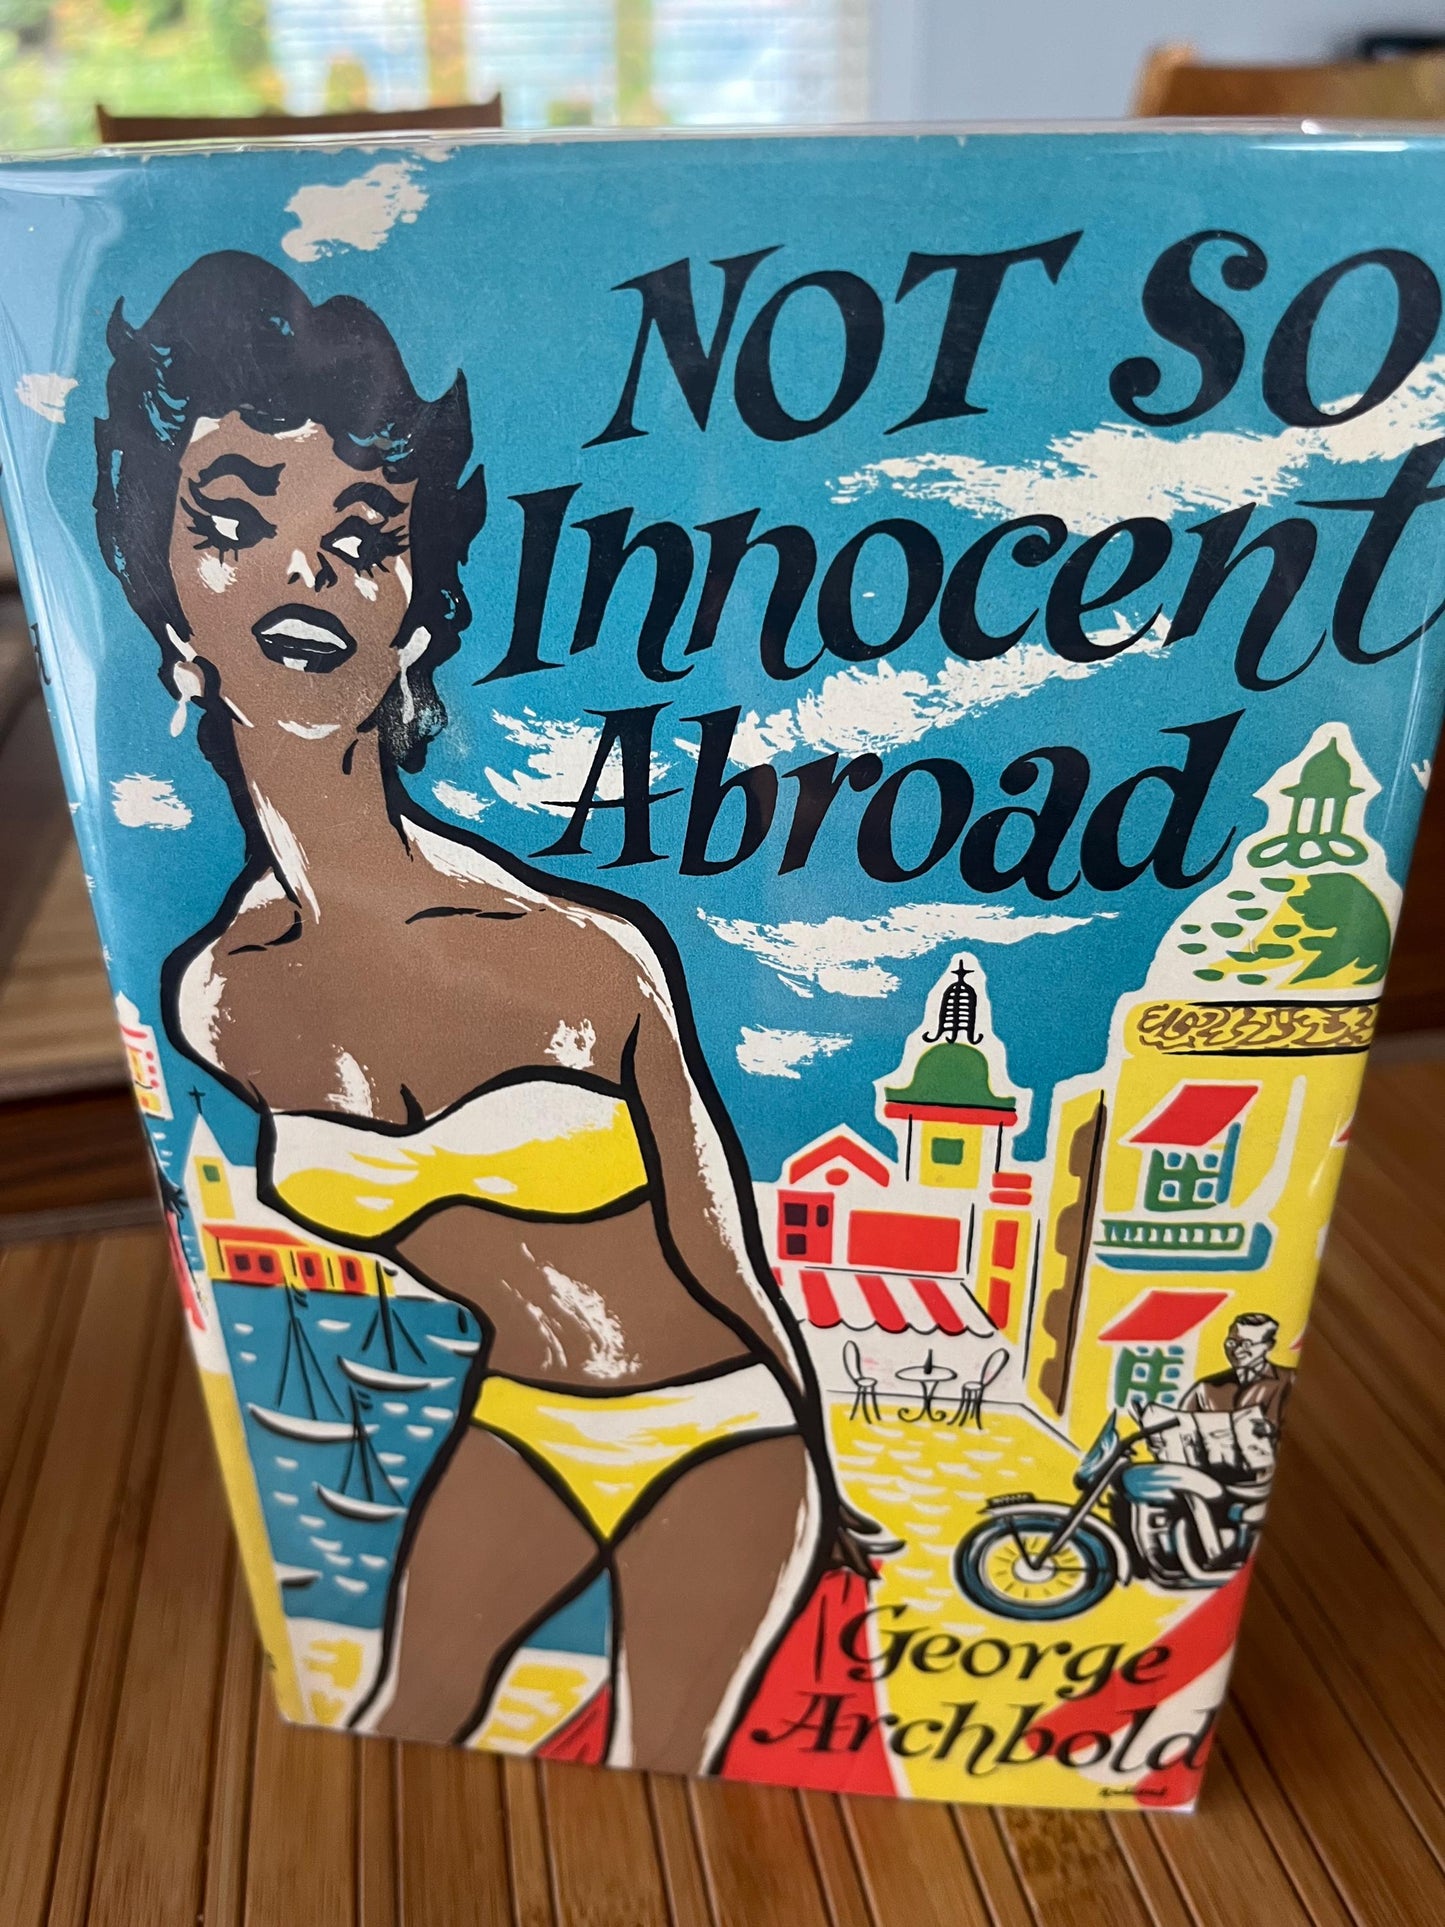 NOT SO
Innocent
Abroad
George
Archbold